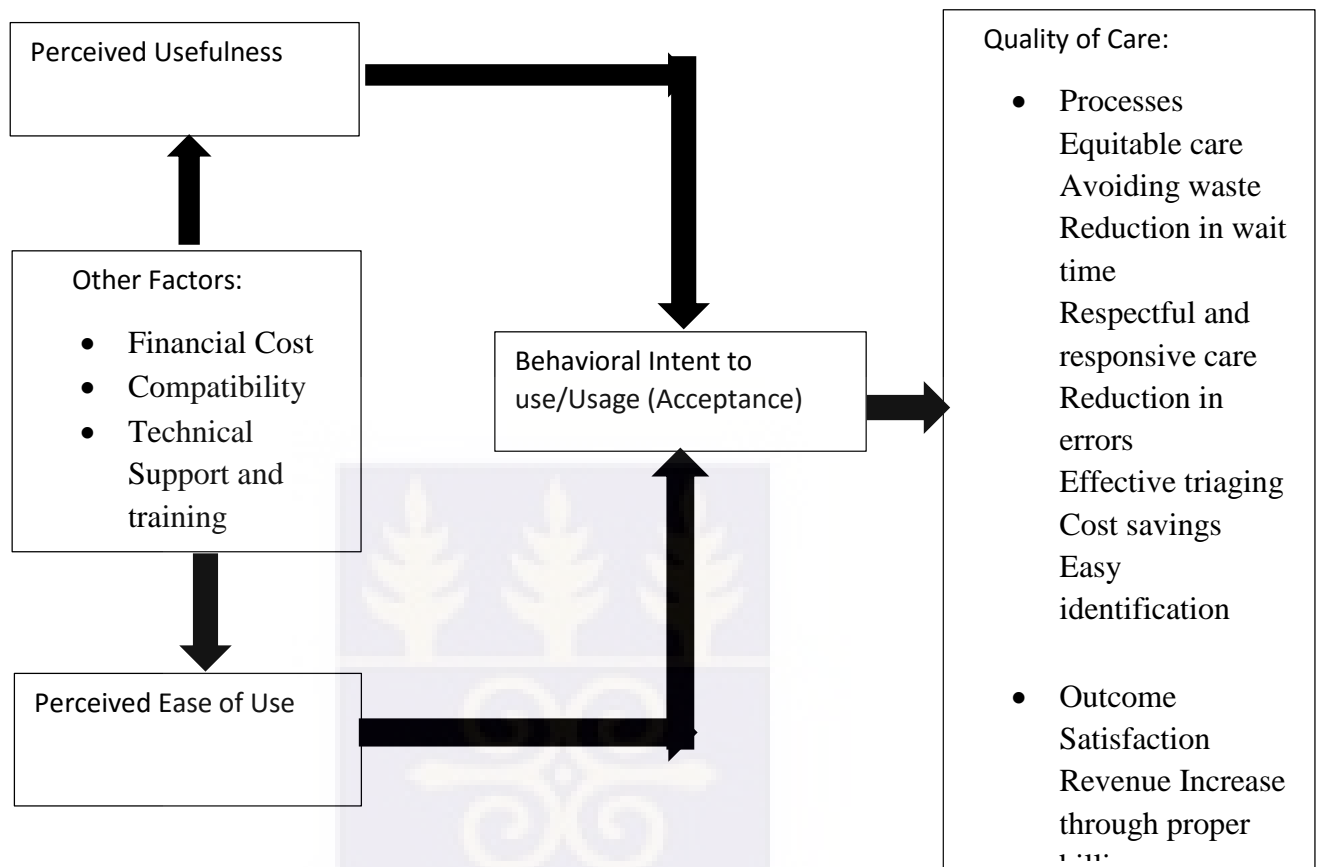 Perceived Usefulness
Other Factors:
• Financial Cost
• Compatibility
• Technical
Support and
training
Perceived Ease of Use
Behavioral Intent to
use/Usage (Acceptance)
Quality of Care:
• Processes
Equitable care
Avoiding waste
Reduction in wait
time
Respectful and
responsive care
Reduction in
errors
Effective triaging
Cost savings
Easy
identification
• Outcome
Satisfaction
Revenue Increase
through proper